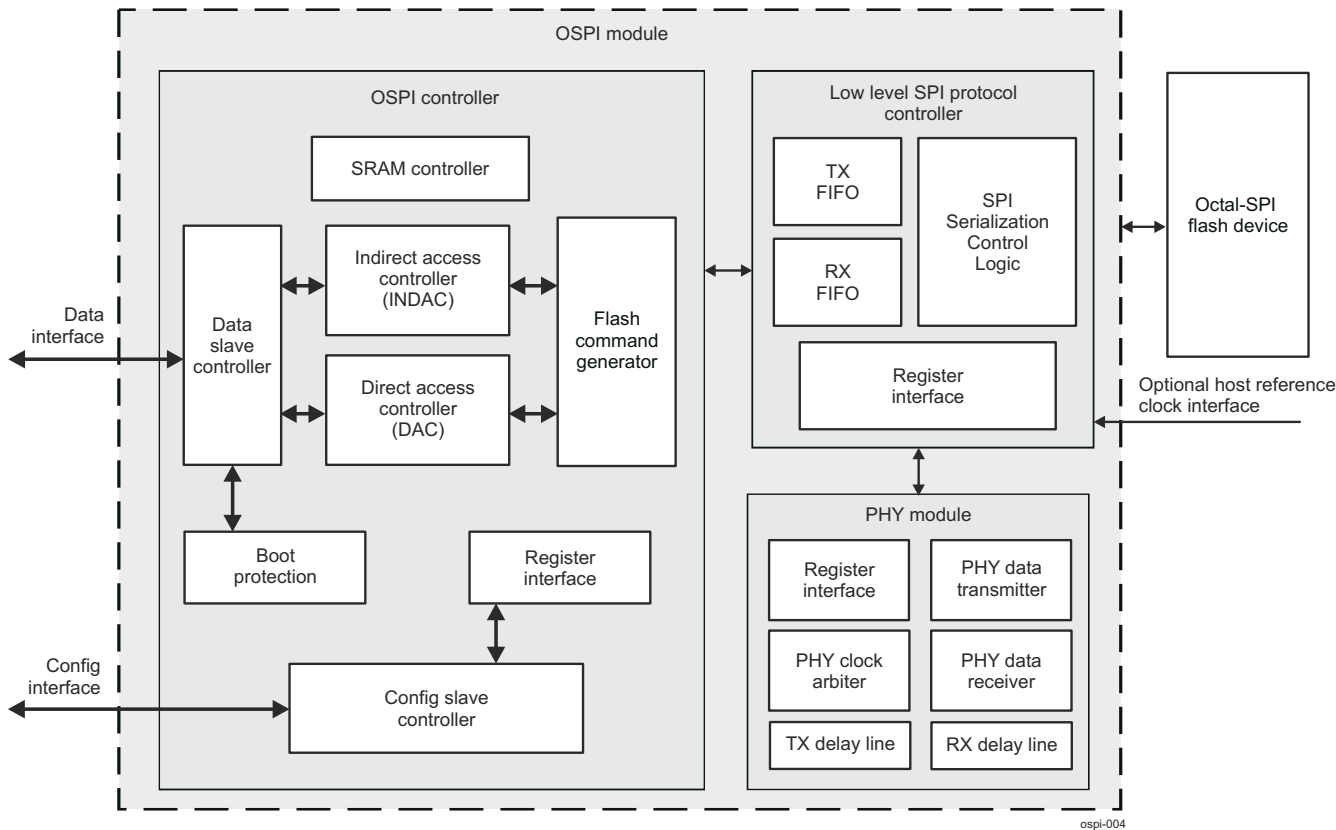 OSPI module
OSPI controller
SRAM controller
Indirect access
controller
(INDAC)
Data
slave
controller
Flash
command
generator
Direct access
controller
(DAC)
Boot
protection
Register
interface
Config slave
controller
Data
interface
Config
interface
Low level SPI protocol
controller
TX
FIFO
RX
FIFO
SPI
Serialization
Control
Logic
Register
interface
Octal-SPI
flash device
Optional host reference
clock interface
PHY module
Register
interface
PHY data
transmitter
PHY clock
arbiter
PHY data
receiver
TX delay line
RX delay line
ospi-004